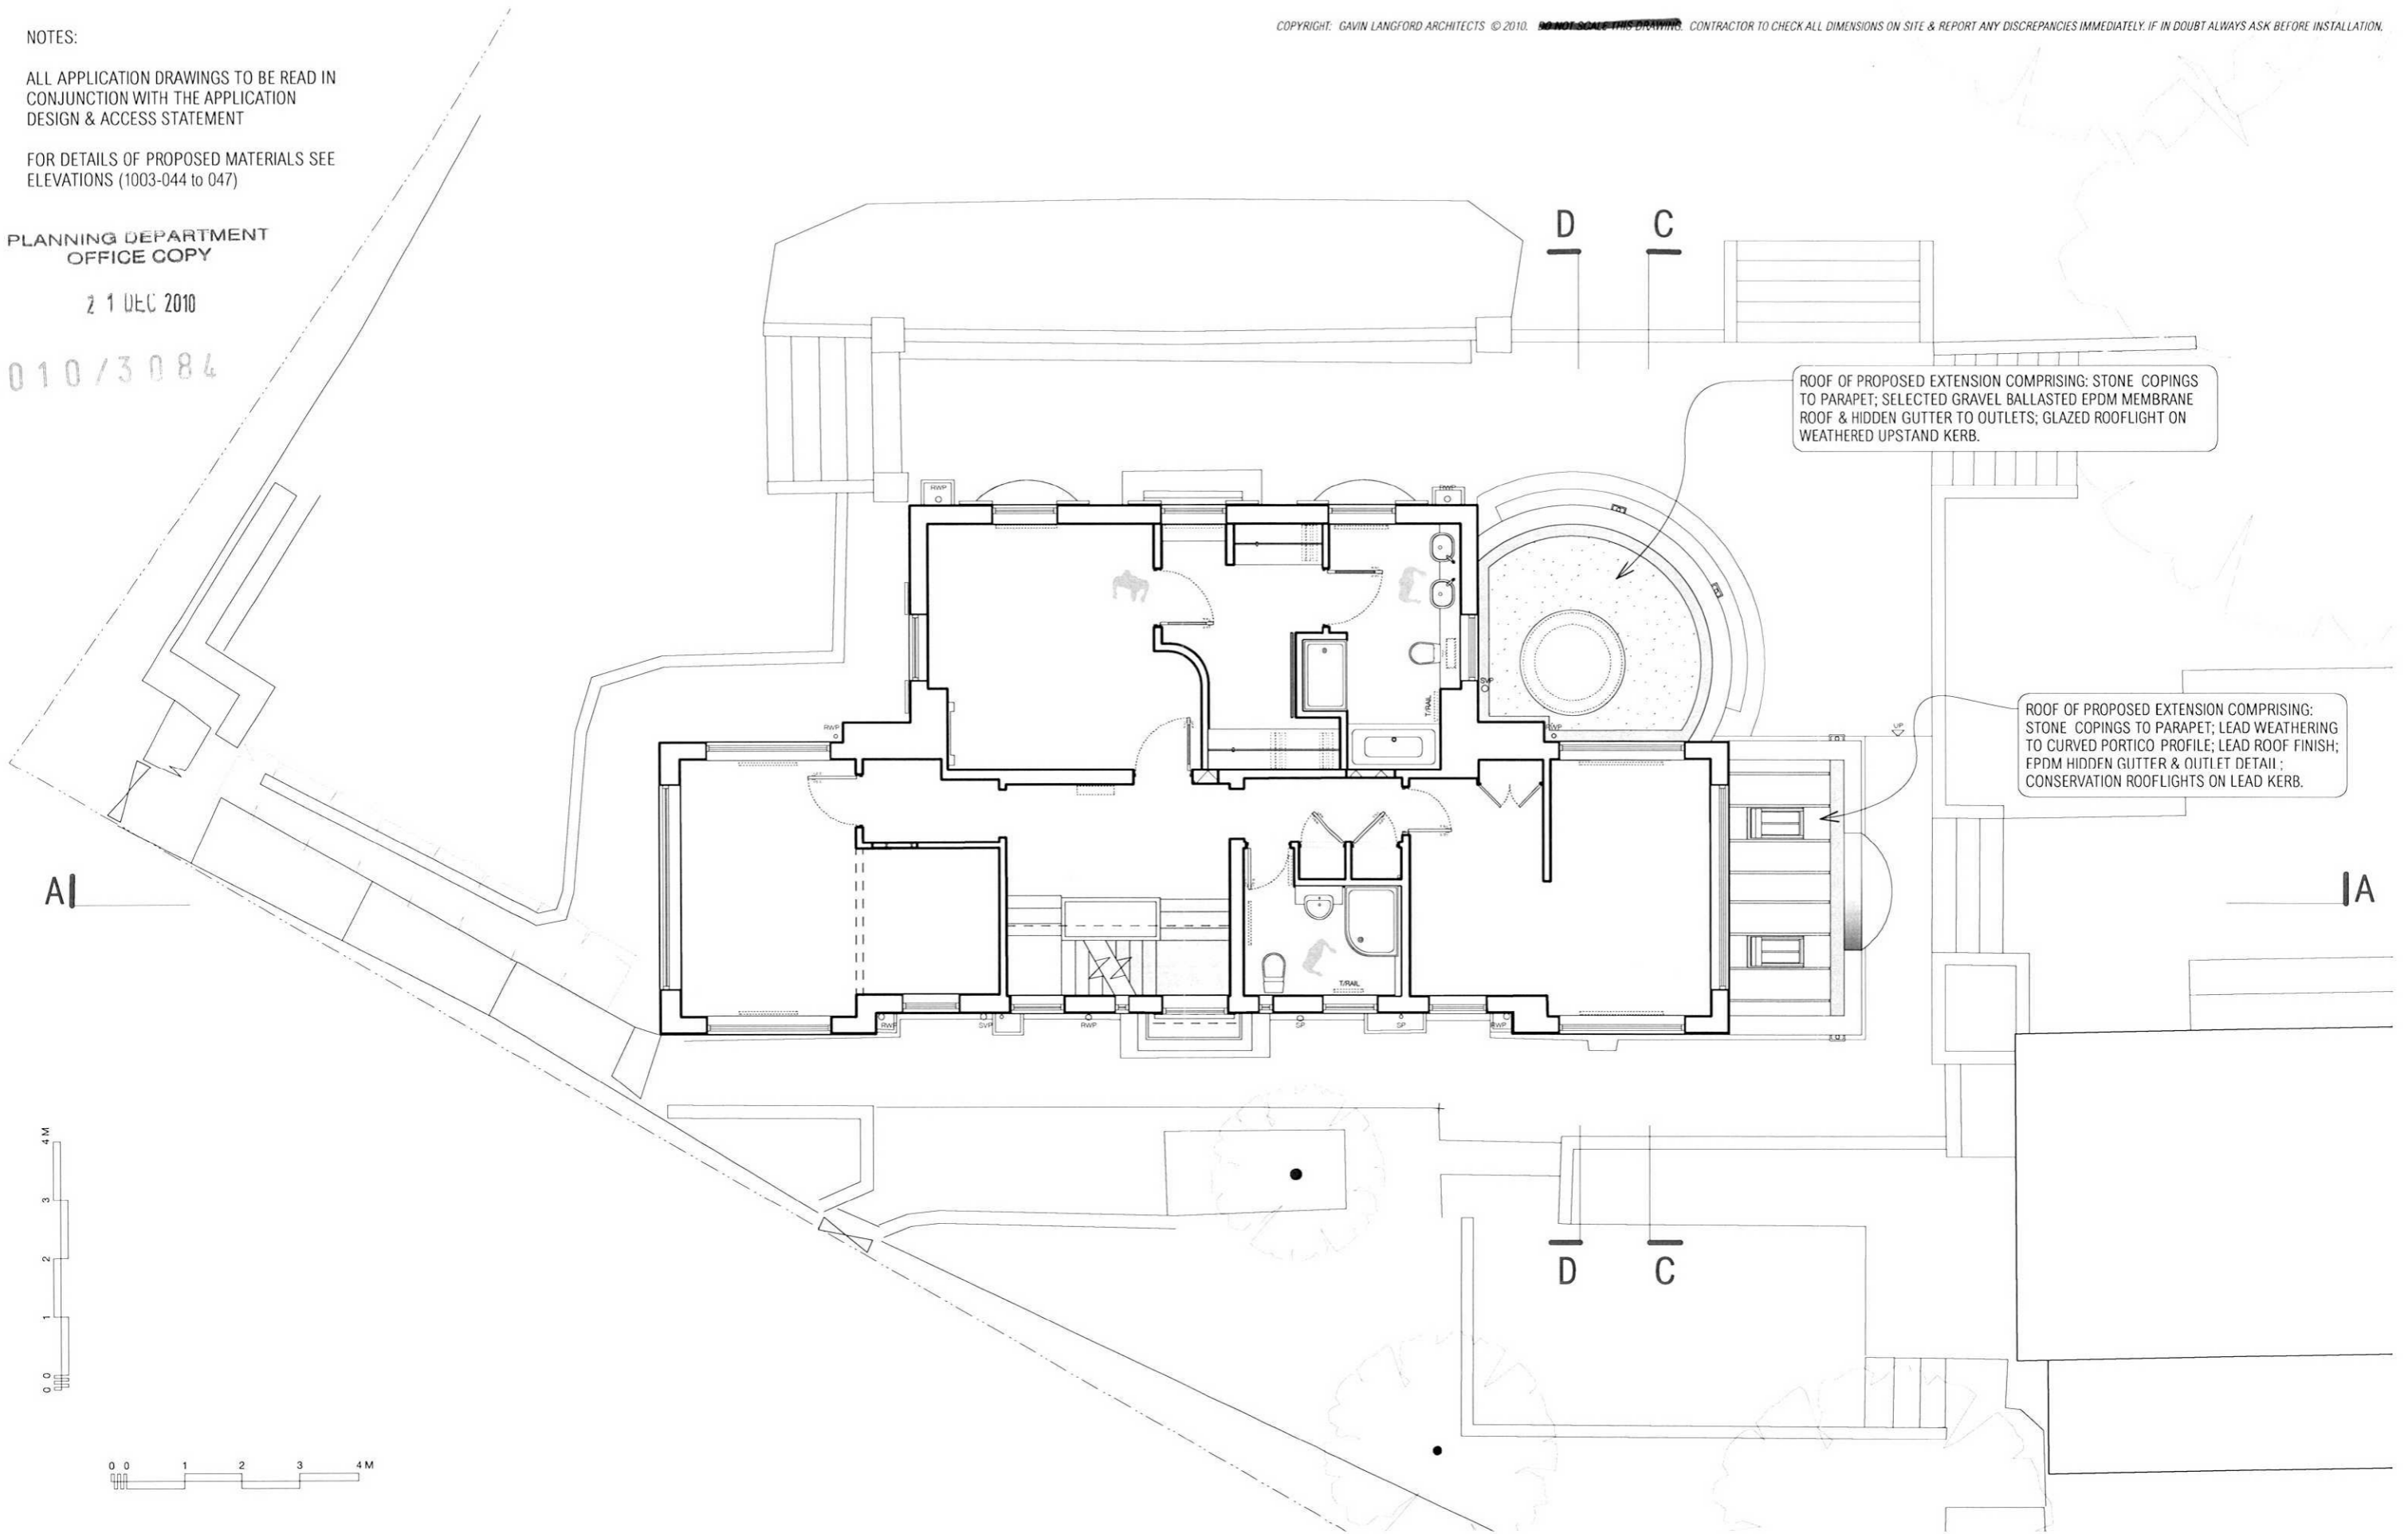 COPYRIGHT: GAVIN LANGFORD ARCHITECTS © 2010. DO NOT SCALE THIS DRAWING. CONTRACTOR TO CHECK ALL DIMENSIONS ON SITE & REPORT ANY DISCREPANCIES IMMEDIATELY. IF IN DOUBT ALWAYS ASK BEFORE INSTALLATION.
NOTES:
ALL APPLICATION DRAWINGS TO BE READ IN
CONJUNCTION WITH THE APPLICATION
DESIGN & ACCESS STATEMENT
FOR DETAILS OF PROPOSED MATERIALS SEE
ELEVATIONS (1003-044 to 047)
PLANNING DEPARTMENT
OFFICE COPY
21 DEC 2010
010/3084
D C
ROOF OF PROPOSED EXTENSION COMPRISING: STONE COPINGS
TO PARAPET; SELECTED GRAVEL BALLASTED EPDM MEMBRANE
ROOF & HIDDEN GUTTER TO OUTLETS; GLAZED ROOFLIGHT ON
WEATHERED UPSTAND KERB.
RWP
RWP
SVP
T/RAIL
ROOF OF PROPOSED EXTENSION COMPRISING:
STONE COPINGS TO PARAPET; LEAD WEATHERING
TO CURVED PORTICO PROFILE; LEAD ROOF FINISH;
EPDM HIDDEN GUTTER & OUTLET DETAIL;
CONSERVATION ROOFLIGHTS ON LEAD KERB.
RWP
RWP
UP
A
A
T/RAIL
RWP
SVP
RWP
SP
SP
RWP
4 M
3
2
1
0
0
D C
0 0 1 2 3 4 M